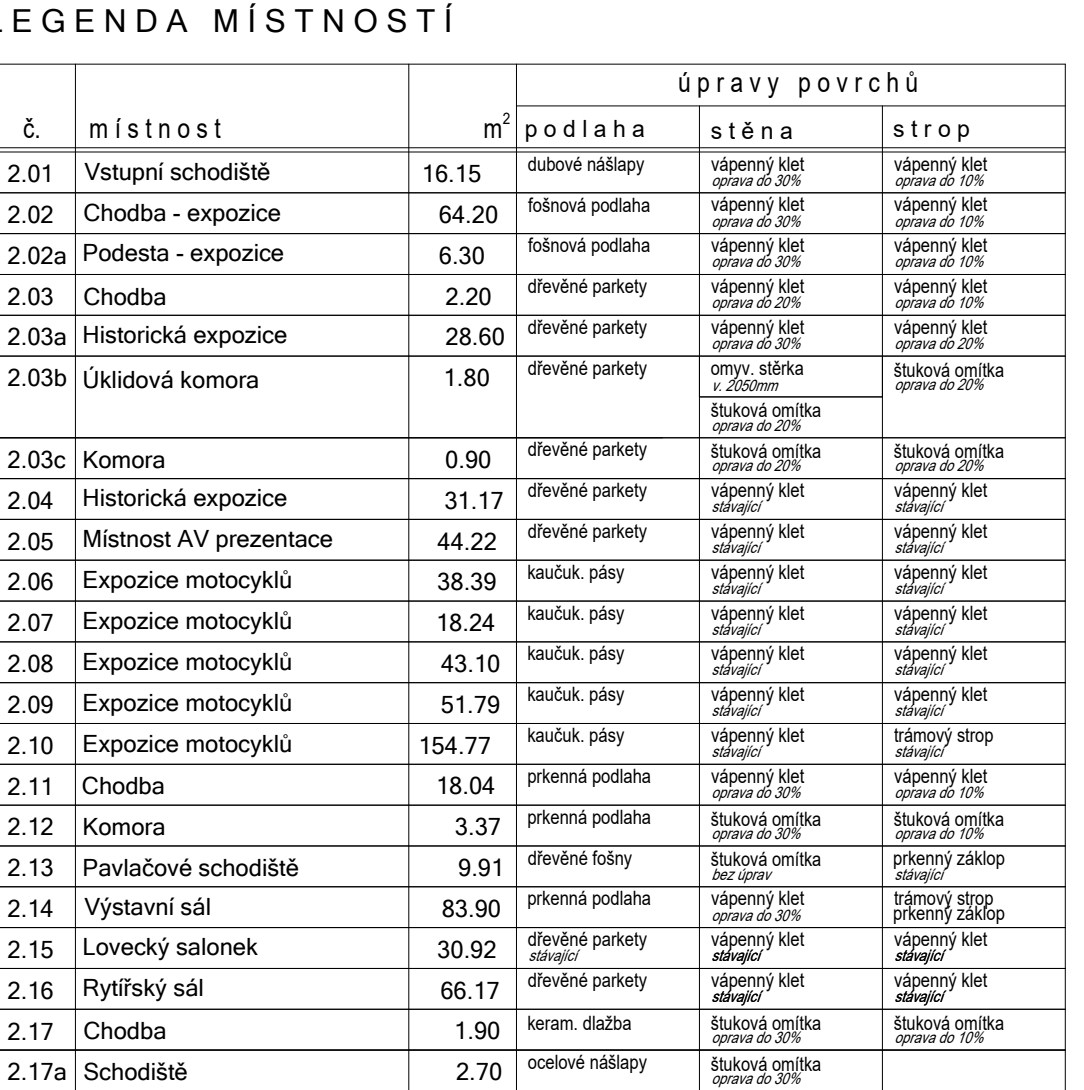 LEGENDA MÍSTNOSTÍ
úpravy povrchů
č. místnost m² podlaha stěna strop
2.01 Vstupní schodiště 16.15 dubové nášlapy vápenný klet vápenný klet
oprava do 30% oprava do 10%
2.02 Chodba - expozice 64.20 fošnová podlaha vápenný klet vápenný klet
oprava do 30% oprava do 10%
2.02a Podesta - expozice 6.30 fošnová podlaha vápenný klet vápenný klet
oprava do 30% oprava do 10%
2.03 Chodba 2.20 dřevěné parkety vápenný klet vápenný klet
oprava do 20% oprava do 10%
2.03a Historická expozice 28.60 dřevěné parkety vápenný klet vápenný klet
oprava do 30% oprava do 20%
2.03b Úklidová komora 1.80 dřevěné parkety omyv. stěrka štuková omítka
v. 2050mm oprava do 20%
štuková omítka
oprava do 20%
2.03c Komora 0.90 dřevěné parkety štuková omítka štuková omítka
oprava do 20% oprava do 20%
2.04 Historická expozice 31.17 dřevěné parkety vápenný klet vápenný klet
stávající stávající
2.05 Místnost AV prezentace 44.22 dřevěné parkety vápenný klet vápenný klet
stávající stávající
2.06 Expozice motocyklů 38.39 kaučuk. pásy vápenný klet vápenný klet
stávající stávající
2.07 Expozice motocyklů 18.24 kaučuk. pásy vápenný klet vápenný klet
stávající stávající
2.08 Expozice motocyklů 43.10 kaučuk. pásy vápenný klet vápenný klet
stávající stávající
2.09 Expozice motocyklů 51.79 kaučuk. pásy vápenný klet vápenný klet
stávající stávající
2.10 Expozice motocyklů 154.77 kaučuk. pásy vápenný klet trámový strop
stávající stávající
2.11 Chodba 18.04 prkenná podlaha vápenný klet vápenný klet
oprava do 30% oprava do 10%
2.12 Komora 3.37 prkenná podlaha štuková omítka štuková omítka
oprava do 30% oprava do 10%
2.13 Pavlačové schodiště 9.91 dřevěné fošny štuková omítka prkenný záklop
bez úprav stávající
2.14 Výstavní sál 83.90 prkenná podlaha vápenný klet trámový strop
oprava do 30% prkenný záklop
2.15 Lovecký salonek 30.92 dřevěné parkety vápenný klet vápenný klet
stávající stávající stávající
2.16 Rytířský sál 66.17 dřevěné parkety vápenný klet vápenný klet
stávající stávající
2.17 Chodba 1.90 keram. dlažba štuková omítka štuková omítka
oprava do 30% oprava do 10%
2.17a Schodiště 2.70 ocelové nášlapy štuková omítka
oprava do 30%